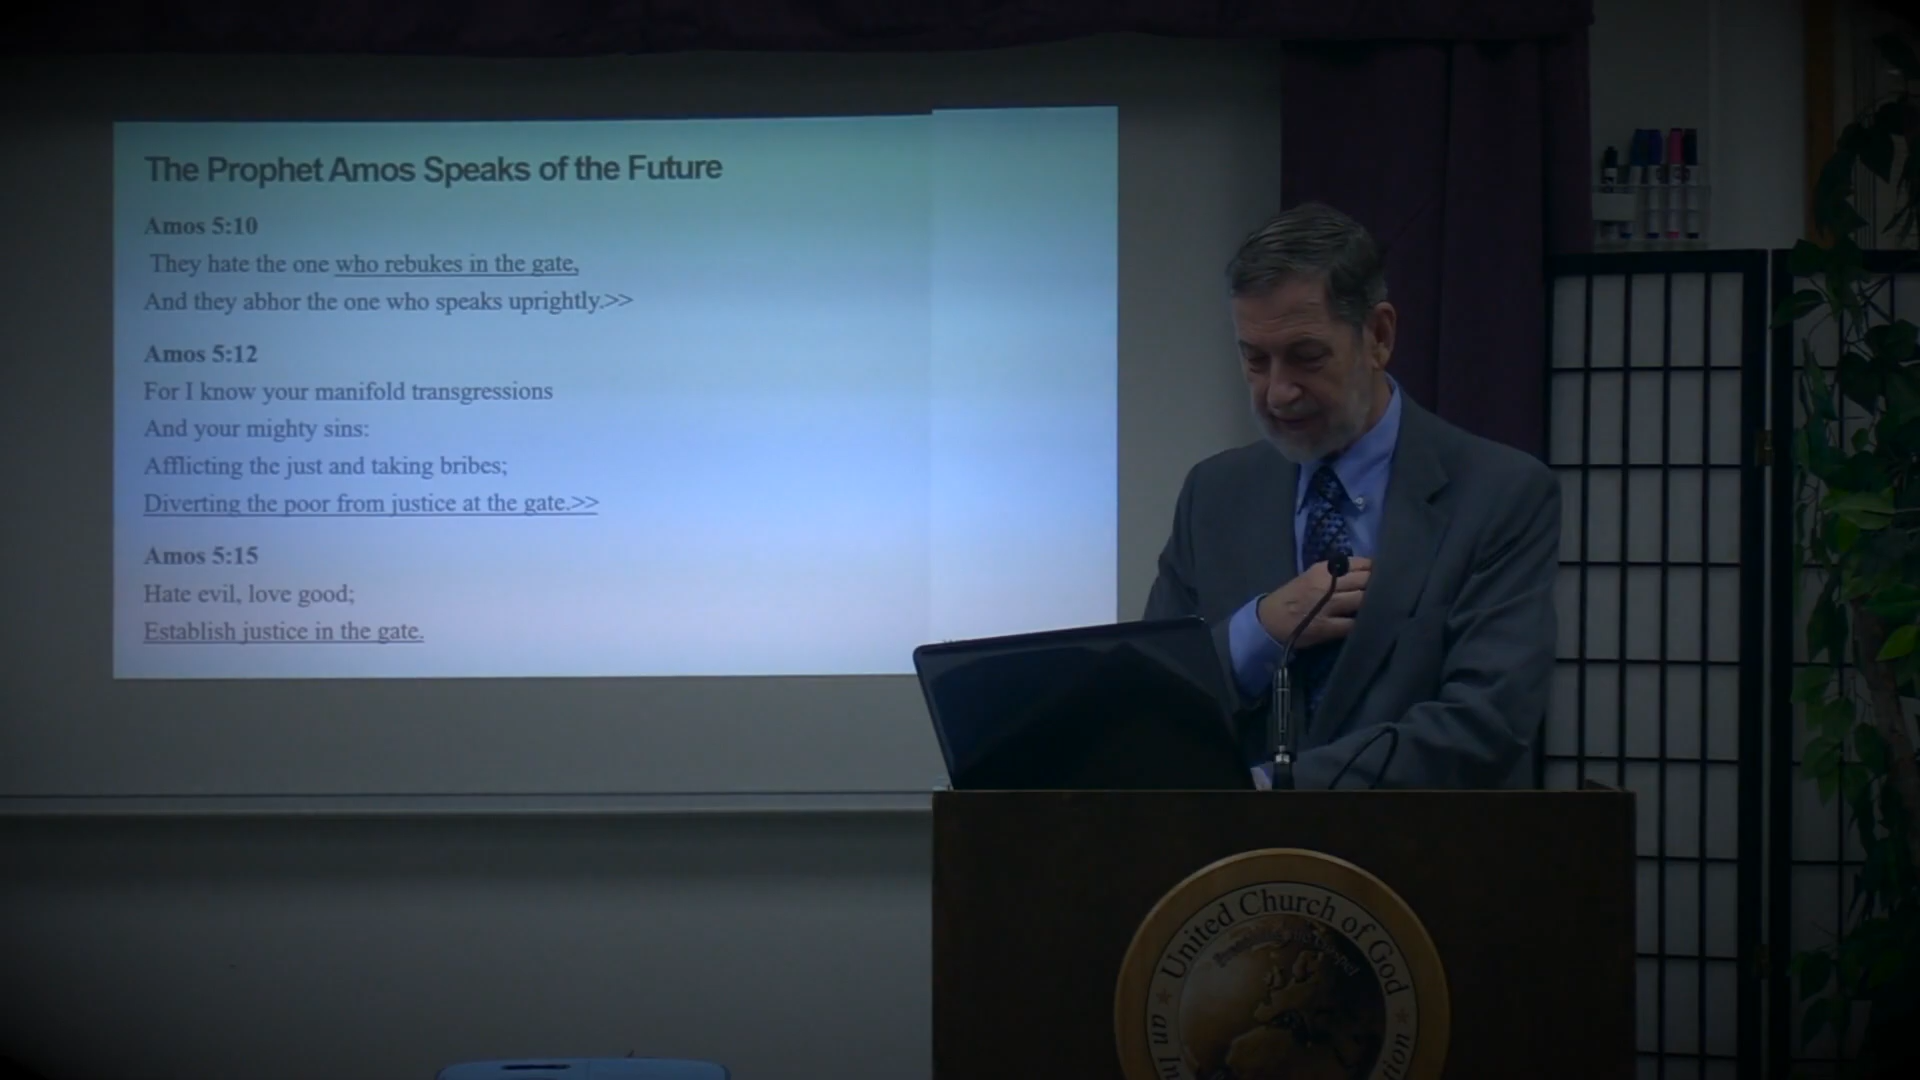 The Prophet Amos Speaks of the Future
Amos 5:10
They hate the one who rebukes in the gate,
And they abhor the one who speaks uprightly.>>
Amos 5:12
For I know your manifold transgressions
And your mighty sins:
Afflicting the just and taking bribes;
Diverting the poor from justice at the gate.>>
Amos 5:15
Hate evil, love good;
Establish justice in the gate.
United Church of God
an